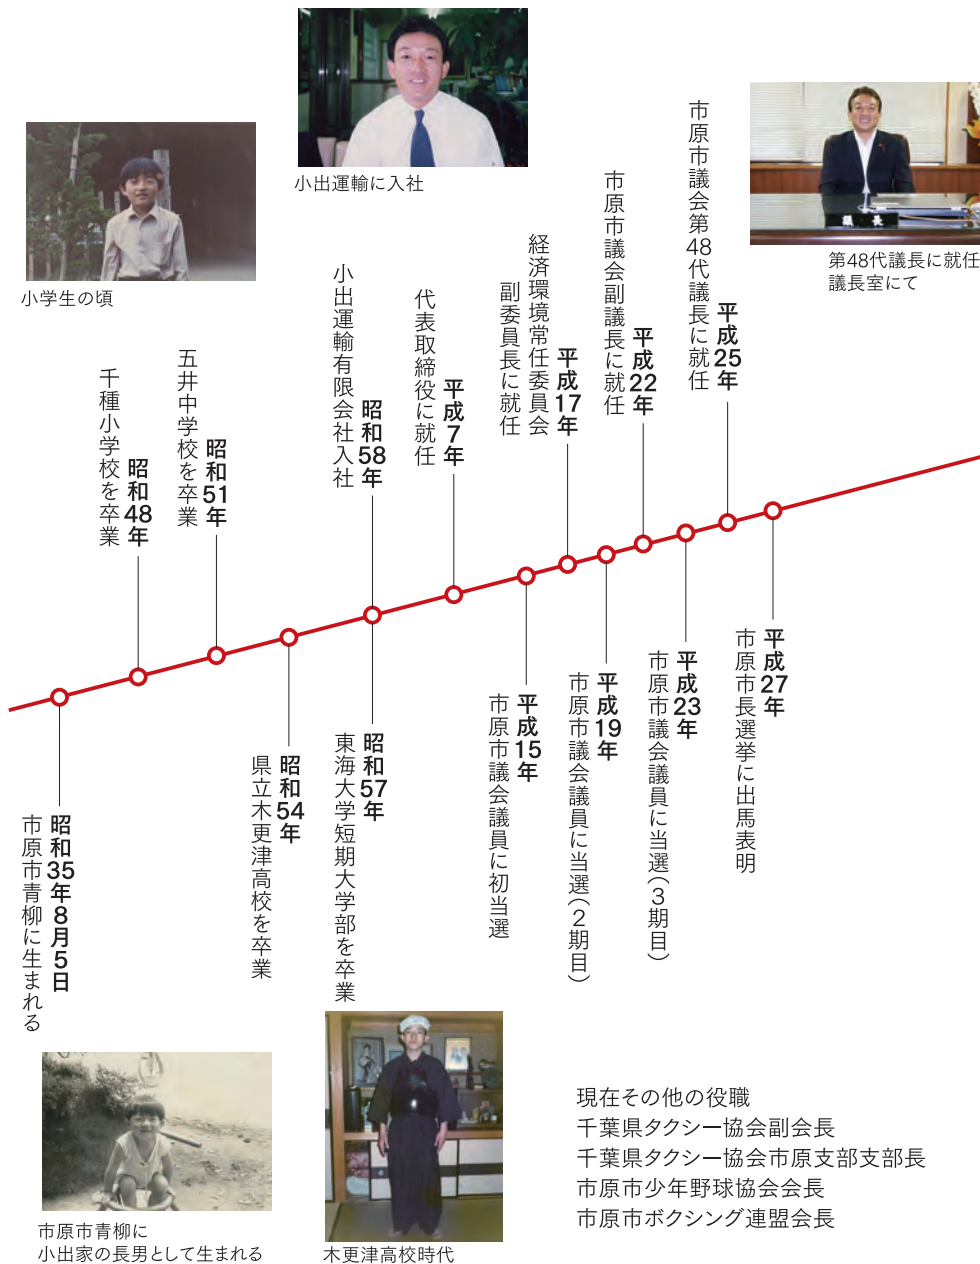 小出運輸に入社
小学生の頃
第48代議長に就任
議長室にて
議長
昭和35年8月5日
市原市青柳に生まれる
昭和48年
千種小学校を卒業
昭和51年
五井中学校を卒業
昭和54年
県立木更津高校を卒業
昭和57年
東海大学短期大学部を卒業
昭和58年
小出運輸有限会社入社
平成7年
代表取締役に就任
平成15年
市原市議会議員に初当選
平成17年
経済環境常任委員会
副委員長に就任
平成19年
市原市議会議員に当選(2期目)
平成22年
市原市議会副議長に就任
平成23年
市原市議会議員に当選(3期目)
平成25年
市原市議会第48代議長に就任
平成27年
市原市長選挙に出馬表明
市原市青柳に
小出家の長男として生まれる
木更津高校時代
現在その他の役職
千葉県タクシー協会副会長
千葉県タクシー協会市原支部支部長
市原市少年野球協会会長
市原市ボクシング連盟会長